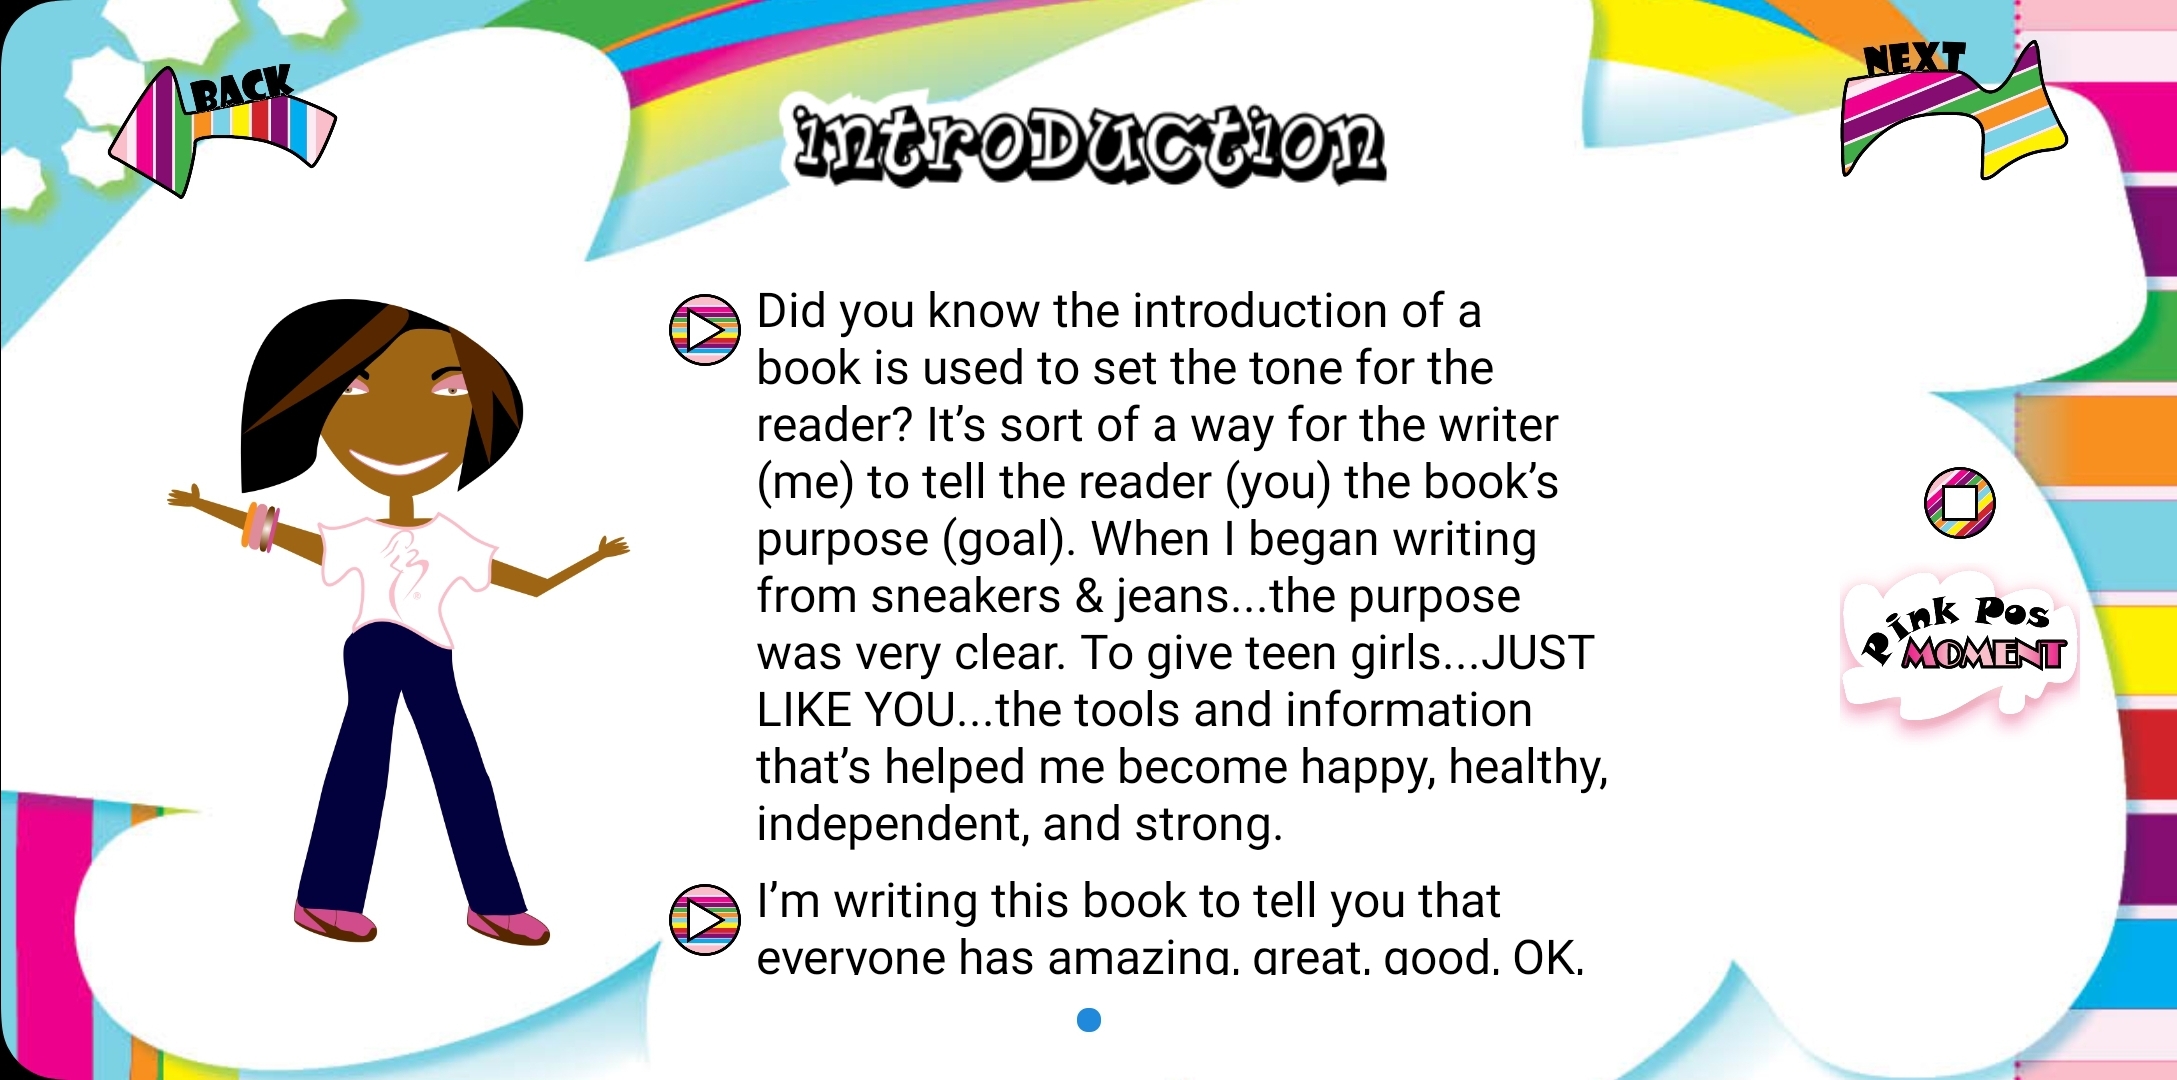 BACK
NEXT
introDuction
Did you know the introduction of a
book is used to set the tone for the
reader? It’s sort of a way for the writer
(me) to tell the reader (you) the book’s
purpose (goal). When I began writing
from sneakers & jeans...the purpose
was very clear. To give teen girls...JUST
LIKE YOU...the tools and information
that’s helped me become happy, healthy,
independent, and strong.
I’m writing this book to tell you that
everyone has amazing, great, good, OK,
Pink Pos
MOMENT
®